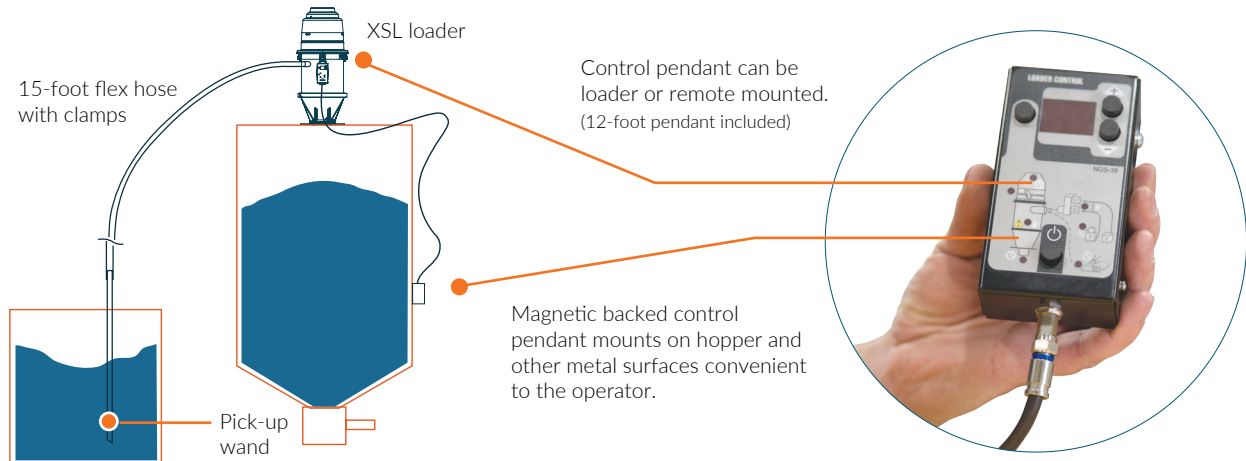 XSL loader
15-foot flex hose
with clamps
Control pendant can be
loader or remote mounted.
(12-foot pendant included)
LOADER CONTROL
+
−
NGS-39
Magnetic backed control
pendant mounts on hopper and
other metal surfaces convenient
to the operator.
Pick-up
wand